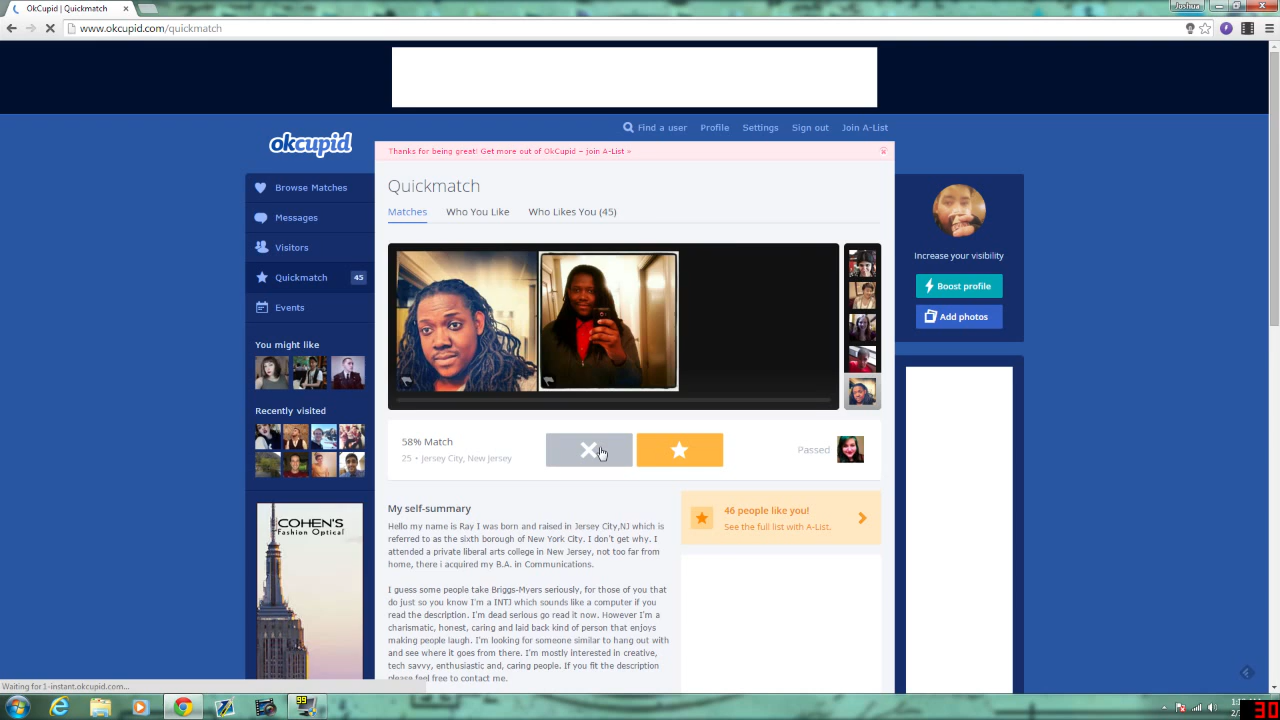 OkCupid | Quickmatch
Joshua
www.okcupid.com/quickmatch
Find a user
Profile
Settings
Sign out
Join A-List
okcupid
Thanks for being great! Get more out of OkCupid – join A-List »
Browse Matches
Messages
Visitors
Quickmatch
45
Events
You might like
Recently visited
COHEN'S
Fashion Optical
Quickmatch
Matches
Who You Like
Who Likes You (45)
58% Match
25 • Jersey City, New Jersey
Passed
My self-summary
Hello my name is Ray I was born and raised in Jersey City,NJ which is
referred to as the sixth borough of New York City. I don't get why. I
attended a private liberal arts college in New Jersey, not too far from
home, there i acquired my B.A. in Communications.
I guess some people take Briggs-Myers seriously, for those of you that
do just so you know I'm a INTJ which sounds like a computer if you
read the description. I'm dead serious go read it now. However I'm a
charismatic, honest, caring and laid back kind of person that enjoys
making people laugh. I'm looking for someone similar to hang out with
and see where it goes from there. I'm mostly interested in creative,
tech savvy, enthusiastic and, caring people. If you fit the description
please feel free to contact me.
46 people like you!
See the full list with A-List.
Increase your visibility
Boost profile
Add photos
Waiting for 1-instant.okcupid.com...
99
30